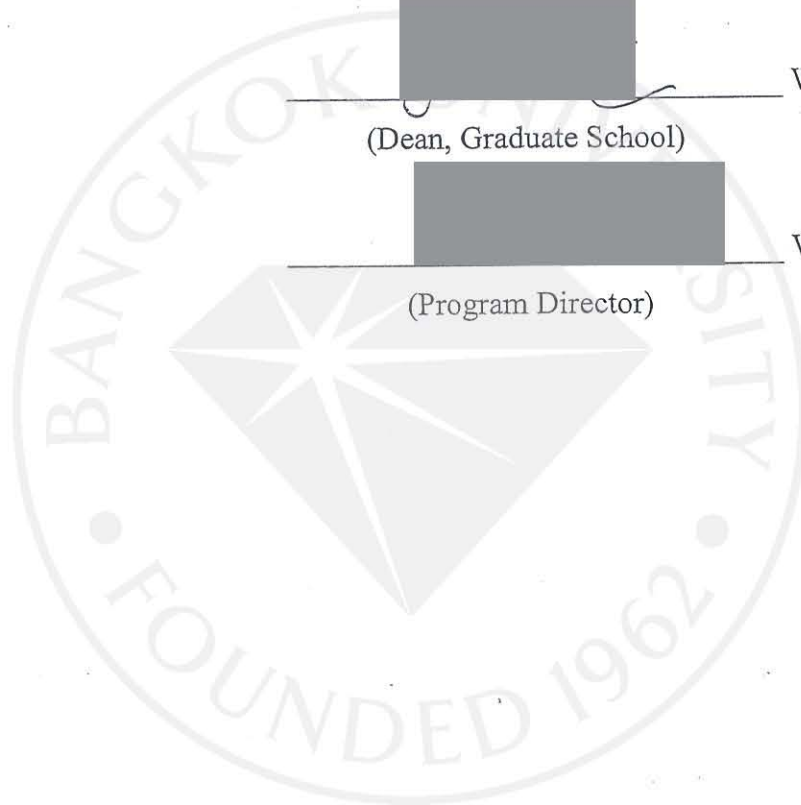 (Dean, Graduate School)
(Program Director)
BANGKOK UNIVERSITY
FOUNDED 1962